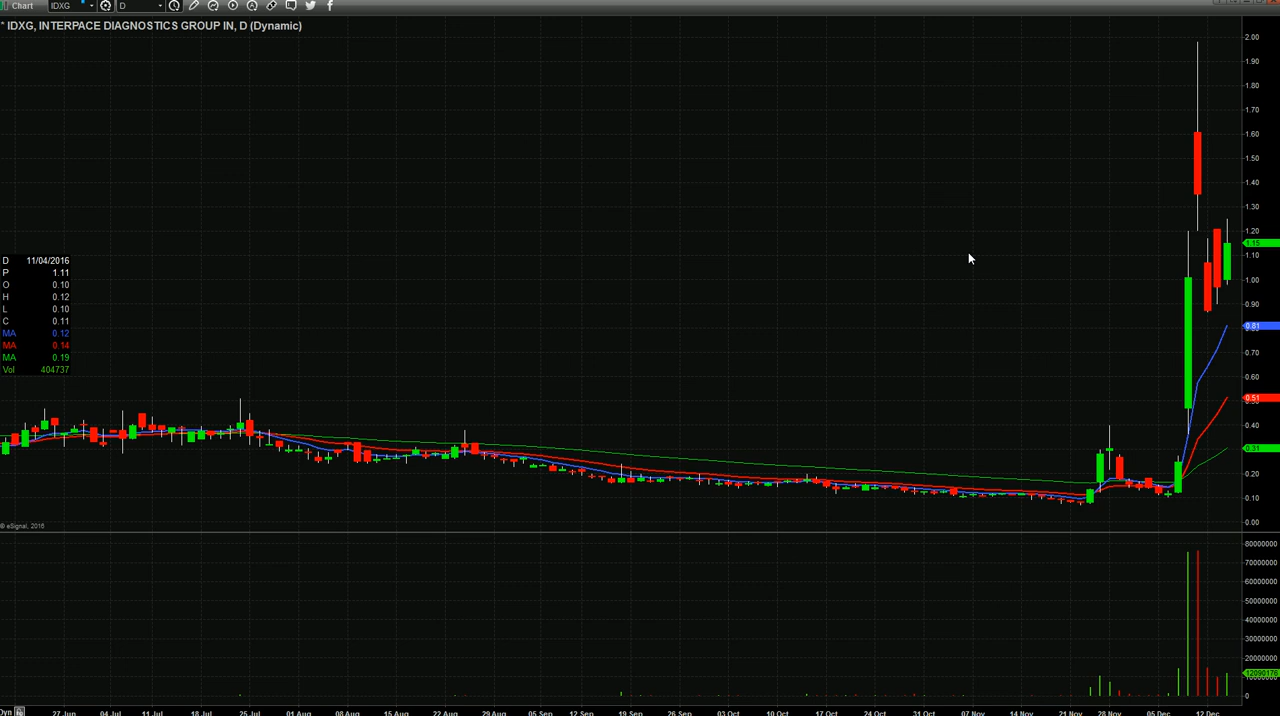 Chart IDXG D
* IDXG, INTERPACE DIAGNOSTICS GROUP IN, D (Dynamic)
2.00
1.90
1.80
1.70
1.60
1.50
1.40
1.30
1.20
1.15
1.10
1.00
0.90
0.81
0.70
0.60
0.51
0.40
0.31
0.20
0.10
0.00
D 11/04/2016
P 1.11
O 0.10
H 0.12
L 0.10
C 0.11
MA 0.12
MA 0.14
MA 0.19
Vol 404737
© eSignal, 2016
80000000
70000000
60000000
50000000
40000000
30000000
20000000
0
Dyn 27 Jun 04 Jul 11 Jul 18 Jul 25 Jul 01 Aug 08 Aug 15 Aug 22 Aug 29 Aug 05 Sep 12 Sep 19 Sep 26 Sep 03 Oct 10 Oct 17 Oct 24 Oct 31 Oct 07 Nov 14 Nov 21 Nov 28 Nov 05 Dec 12 Dec